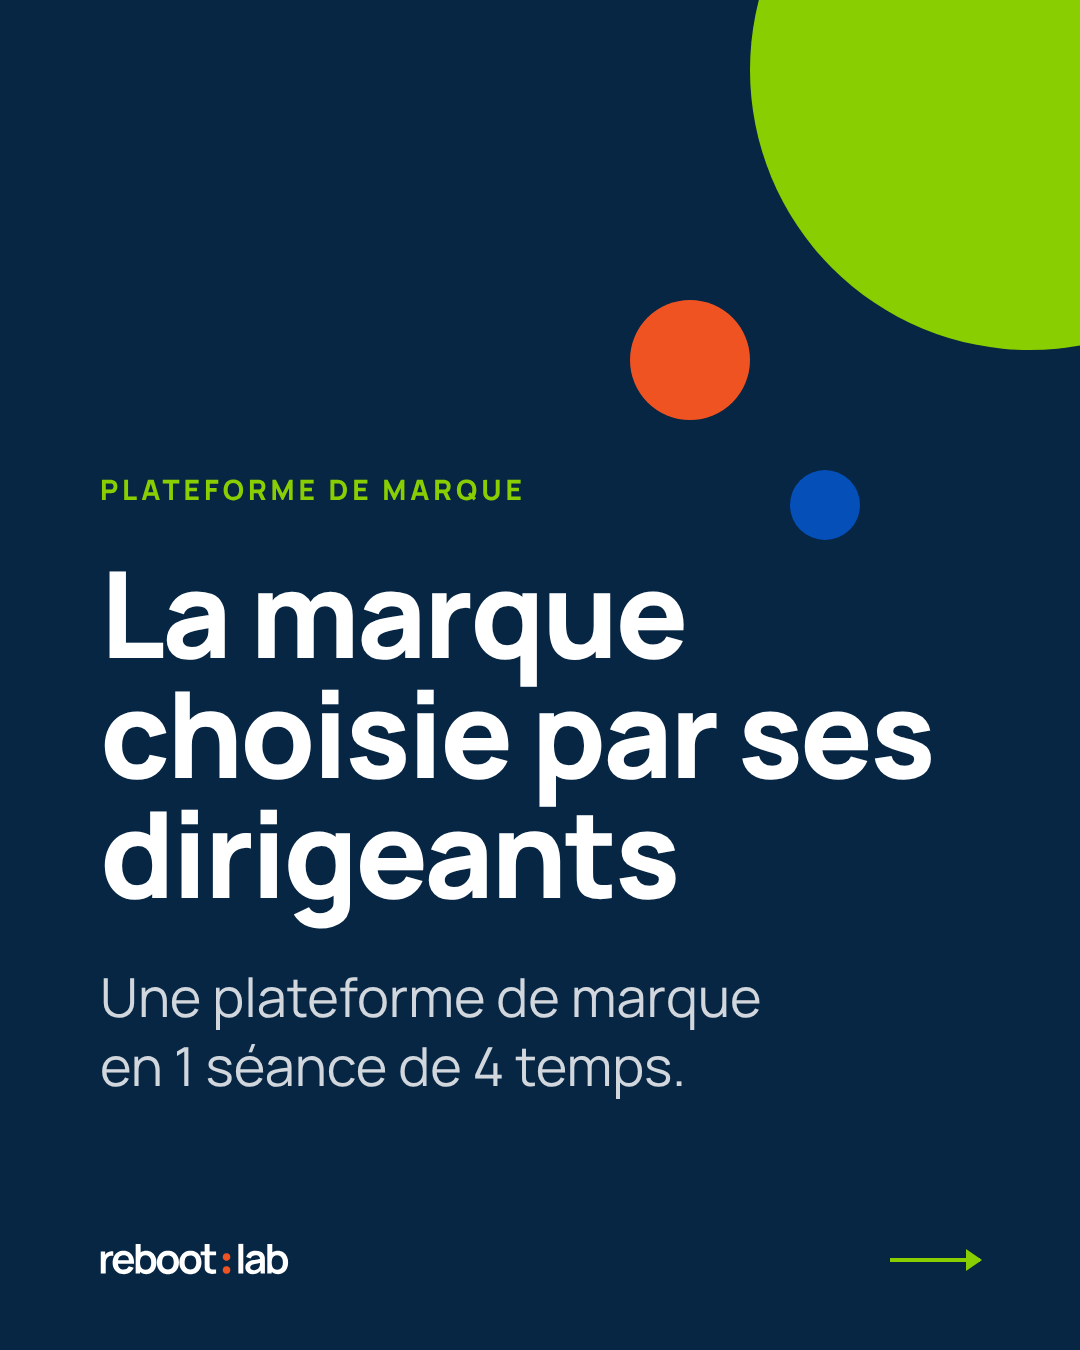 PLATEFORME DE MARQUE
La marque
choisie par ses
dirigeants
Une plateforme de marque
en 1 séance de 4 temps.
reboot:lab